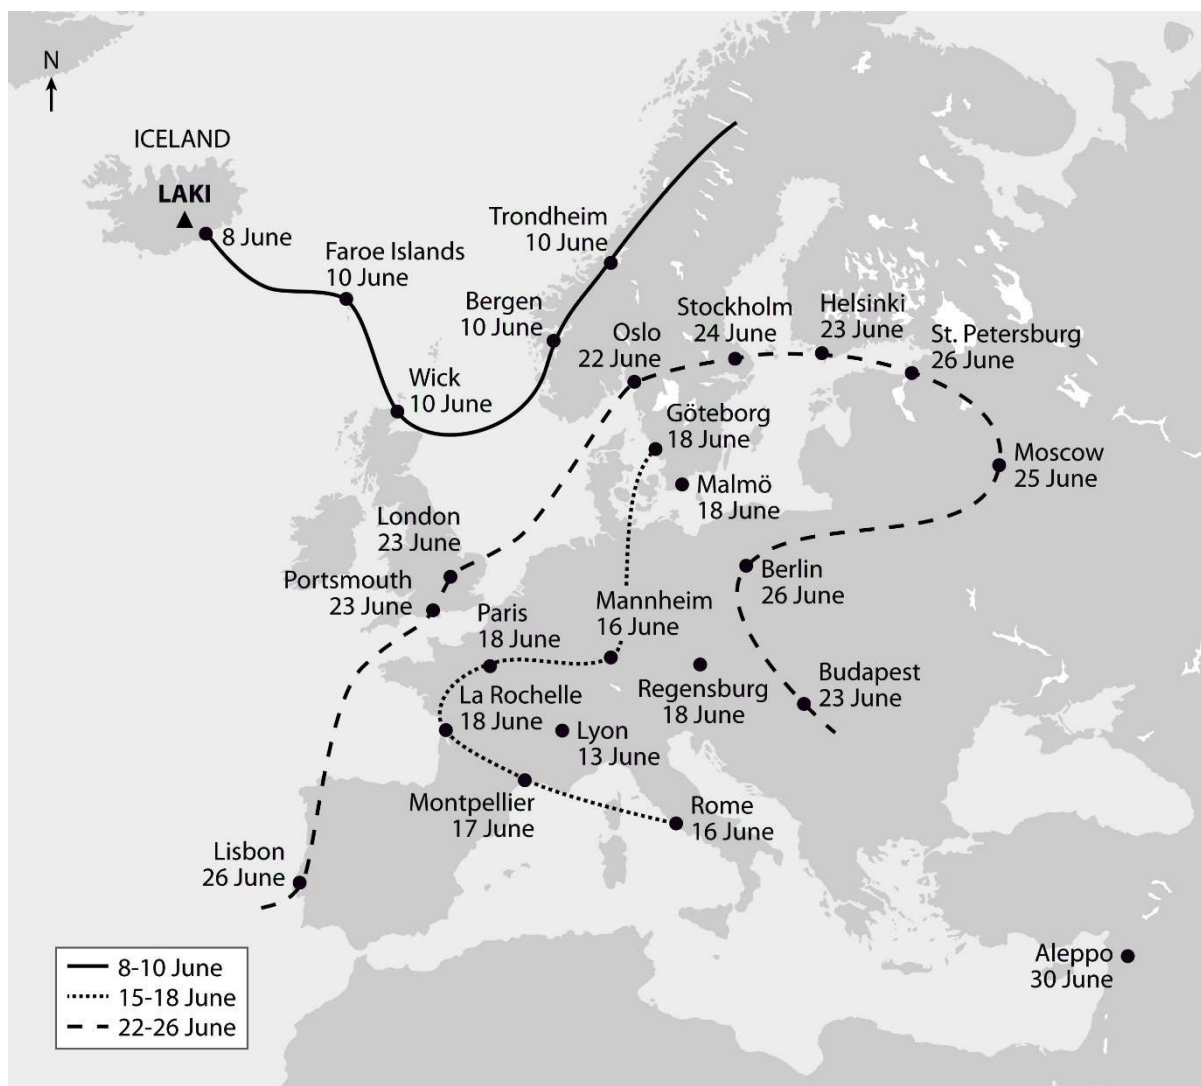 N
ICELAND
LAKI
8 June
Faroe Islands
10 June
Trondheim
10 June
Bergen
10 June
Wick
10 June
Oslo
22 June
Stockholm
24 June
Helsinki
23 June
St. Petersburg
26 June
Göteborg
18 June
Malmö
18 June
Moscow
25 June
London
23 June
Portsmouth
23 June
Paris
18 June
Mannheim
16 June
Berlin
26 June
La Rochelle
18 June
Lyon
13 June
Regensburg
18 June
Budapest
23 June
Montpellier
17 June
Rome
16 June
Lisbon
26 June
Aleppo
30 June
8-10 June
15-18 June
22-26 June